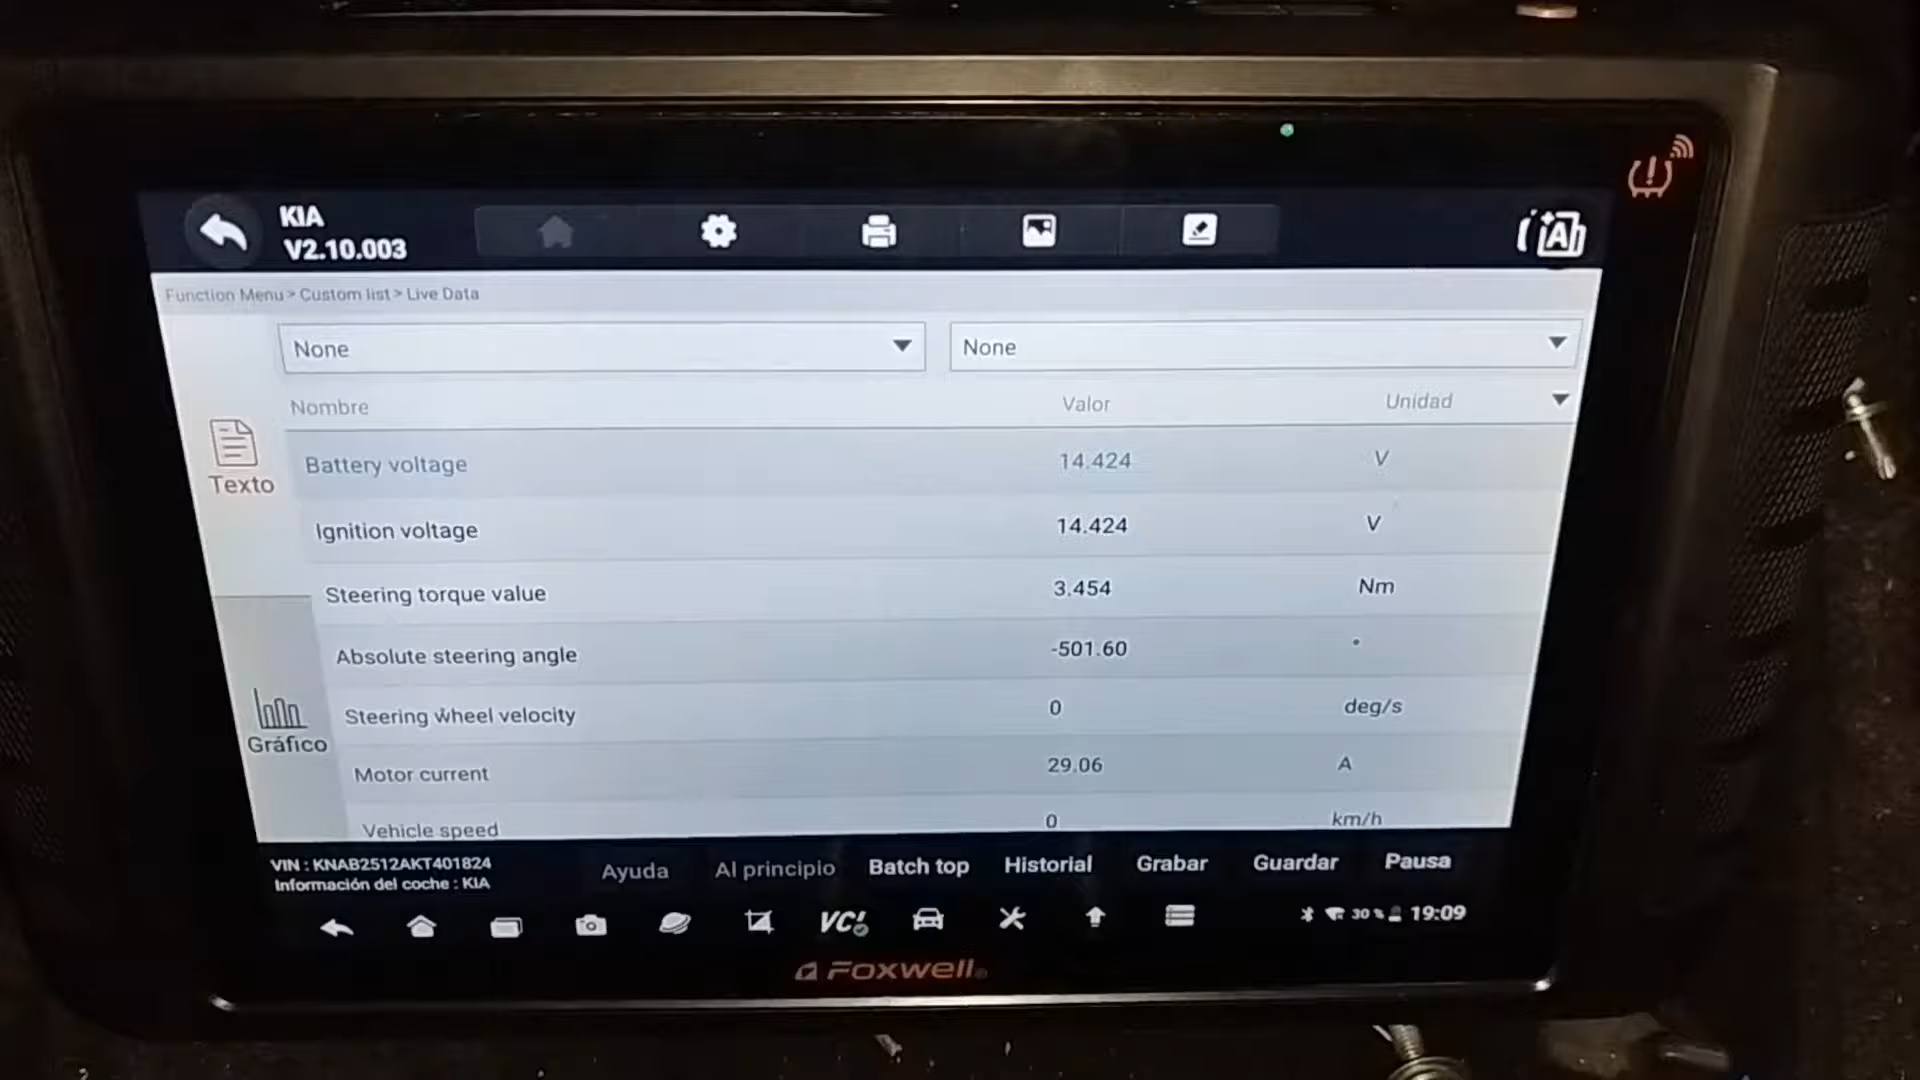 KIA
V2.10.003
Function Menu > Custom list > Live Data
None
None
Nombre Valor Unidad
Texto
Battery voltage 14.424 V
Ignition voltage 14.424 V
Steering torque value 3.454 Nm
Absolute steering angle -501.60 °
Steering wheel velocity 0 deg/s
Gráfico
Motor current 29.06 A
Vehicle speed 0 km/h
VIN : KNAB2512AKT401824
Información del coche : KIA
Ayuda Al principio Batch top Historial Grabar Guardar Pausa
VCI 30 % 19:09
FOXWELL